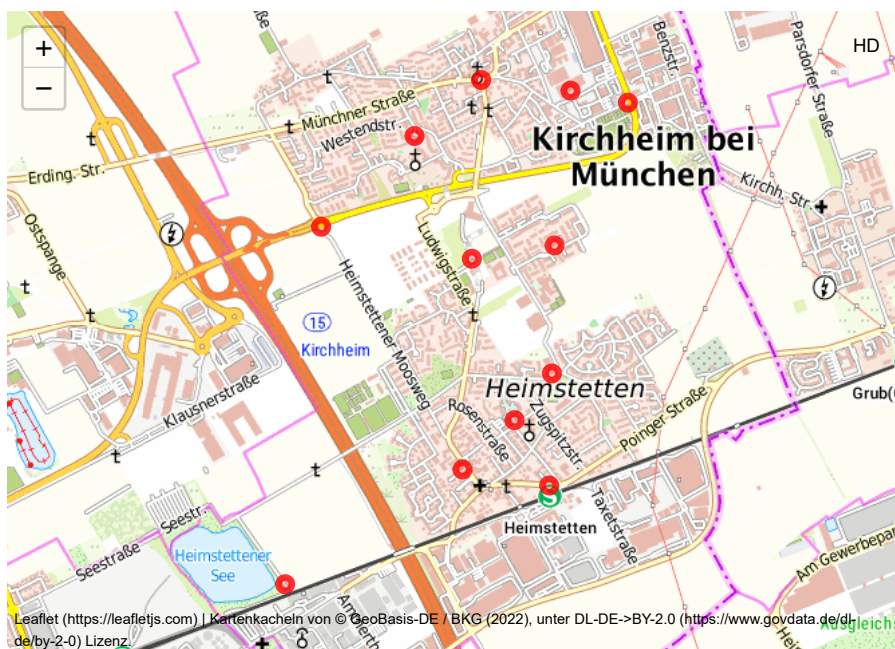 +
−
HD
Benzstr.
Parsdorfer Straße
Münchner Straße
Westendstr.
Kirchheim bei
München
Erding. Str.
Kirchh. Str.
Ostspange
Ludwigstraße
Heimstettener Moosweg
15
Kirchheim
Klausnerstraße
Heimstetten
Rosenstraße
Zugspitzstr.
Poinger Straße
Grub(
S
Heimstetten
Taxetstraße
Seestr.
Seestraße
Heimstettener
See
Am Gewerbepar
Ausgleich
Leaflet (https://leafletjs.com) | Kartenkacheln von © GeoBasis-DE / BKG (2022), unter DL-DE->BY-2.0 (https://www.govdata.de/dl-
de/by-2-0) Lizenz.